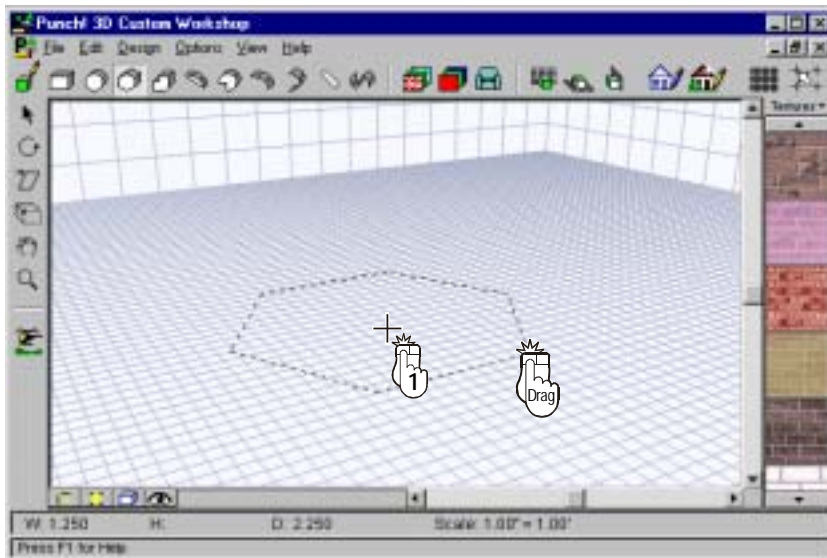 Punch! 3D Custom Workshop
File Edit Design Options View Help
Textures
1
Drag
W: 1.250 H: D: 2.250 Scale: 1.00" = 1.00'
Press F1 for Help